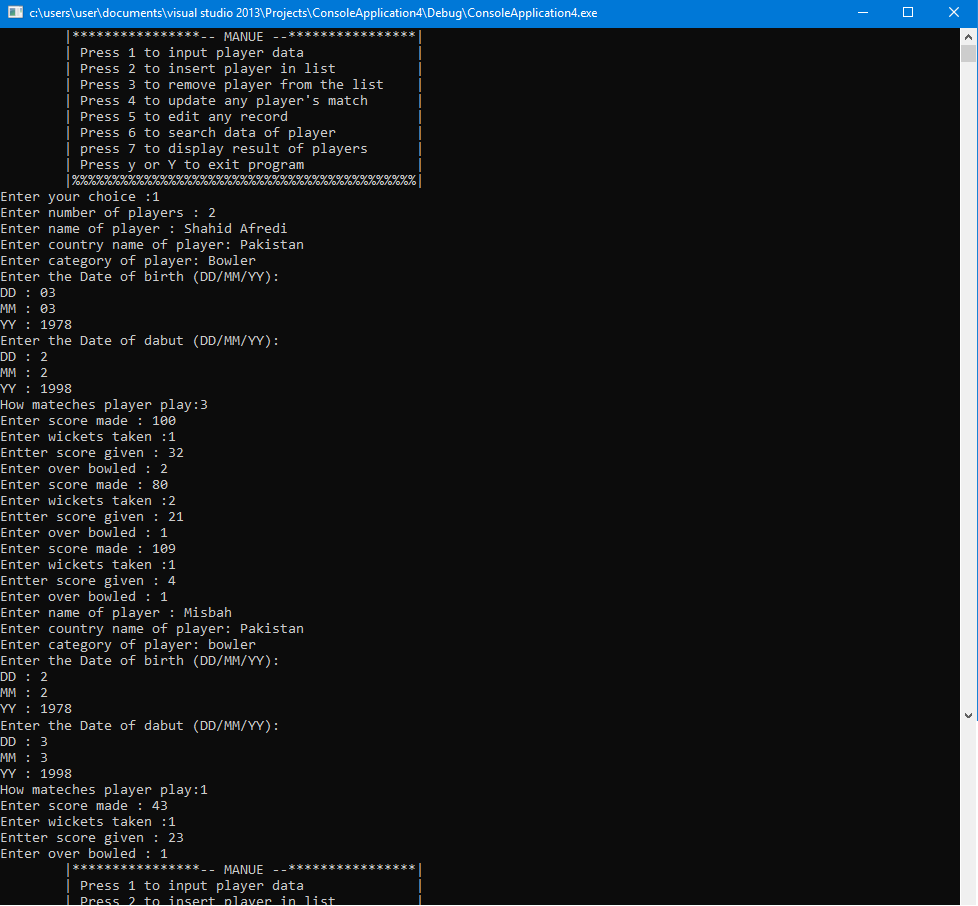 c:\users\user\documents\visual studio 2013\Projects\ConsoleApplication4\Debug\ConsoleApplication4.exe
|****************-- MANUE --****************|
| Press 1 to input player data |
| Press 2 to insert player in list |
| Press 3 to remove player from the list |
| Press 4 to update any player's match |
| Press 5 to edit any record |
| Press 6 to search data of player |
| press 7 to display result of players |
| Press y or Y to exit program |
|%%%%%%%%%%%%%%%%%%%%%%%%%%%%%%%%%%%%%%%%%%%|
Enter your choice :1
Enter number of players : 2
Enter name of player : Shahid Afredi
Enter country name of player: Pakistan
Enter category of player: Bowler
Enter the Date of birth (DD/MM/YY):
DD : 03
MM : 03
YY : 1978
Enter the Date of dabut (DD/MM/YY):
DD : 2
MM : 2
YY : 1998
How mateches player play:3
Enter score made : 100
Enter wickets taken :1
Entter score given : 32
Enter over bowled : 2
Enter score made : 80
Enter wickets taken :2
Entter score given : 21
Enter over bowled : 1
Enter score made : 109
Enter wickets taken :1
Entter score given : 4
Enter over bowled : 1
Enter name of player : Misbah
Enter country name of player: Pakistan
Enter category of player: bowler
Enter the Date of birth (DD/MM/YY):
DD : 2
MM : 2
YY : 1978
Enter the Date of dabut (DD/MM/YY):
DD : 3
MM : 3
YY : 1998
How mateches player play:1
Enter score made : 43
Enter wickets taken :1
Entter score given : 23
Enter over bowled : 1
|****************-- MANUE --****************|
| Press 1 to input player data |
| Press 2 to insert player in list |